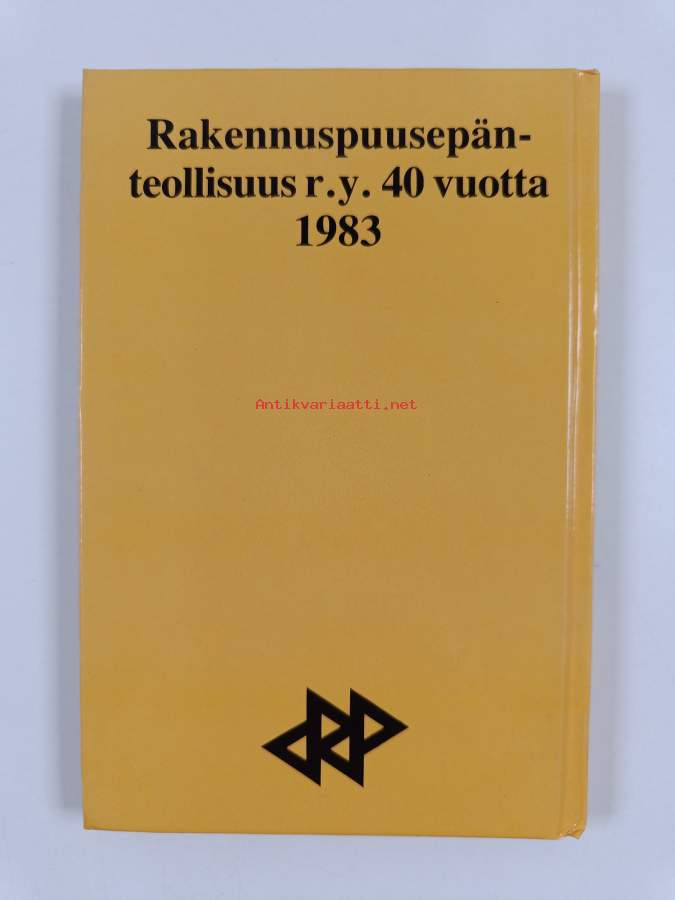 Rakennuspuusepän-
teollisuus r.y. 40 vuotta
1983
Antikvariaatti.net